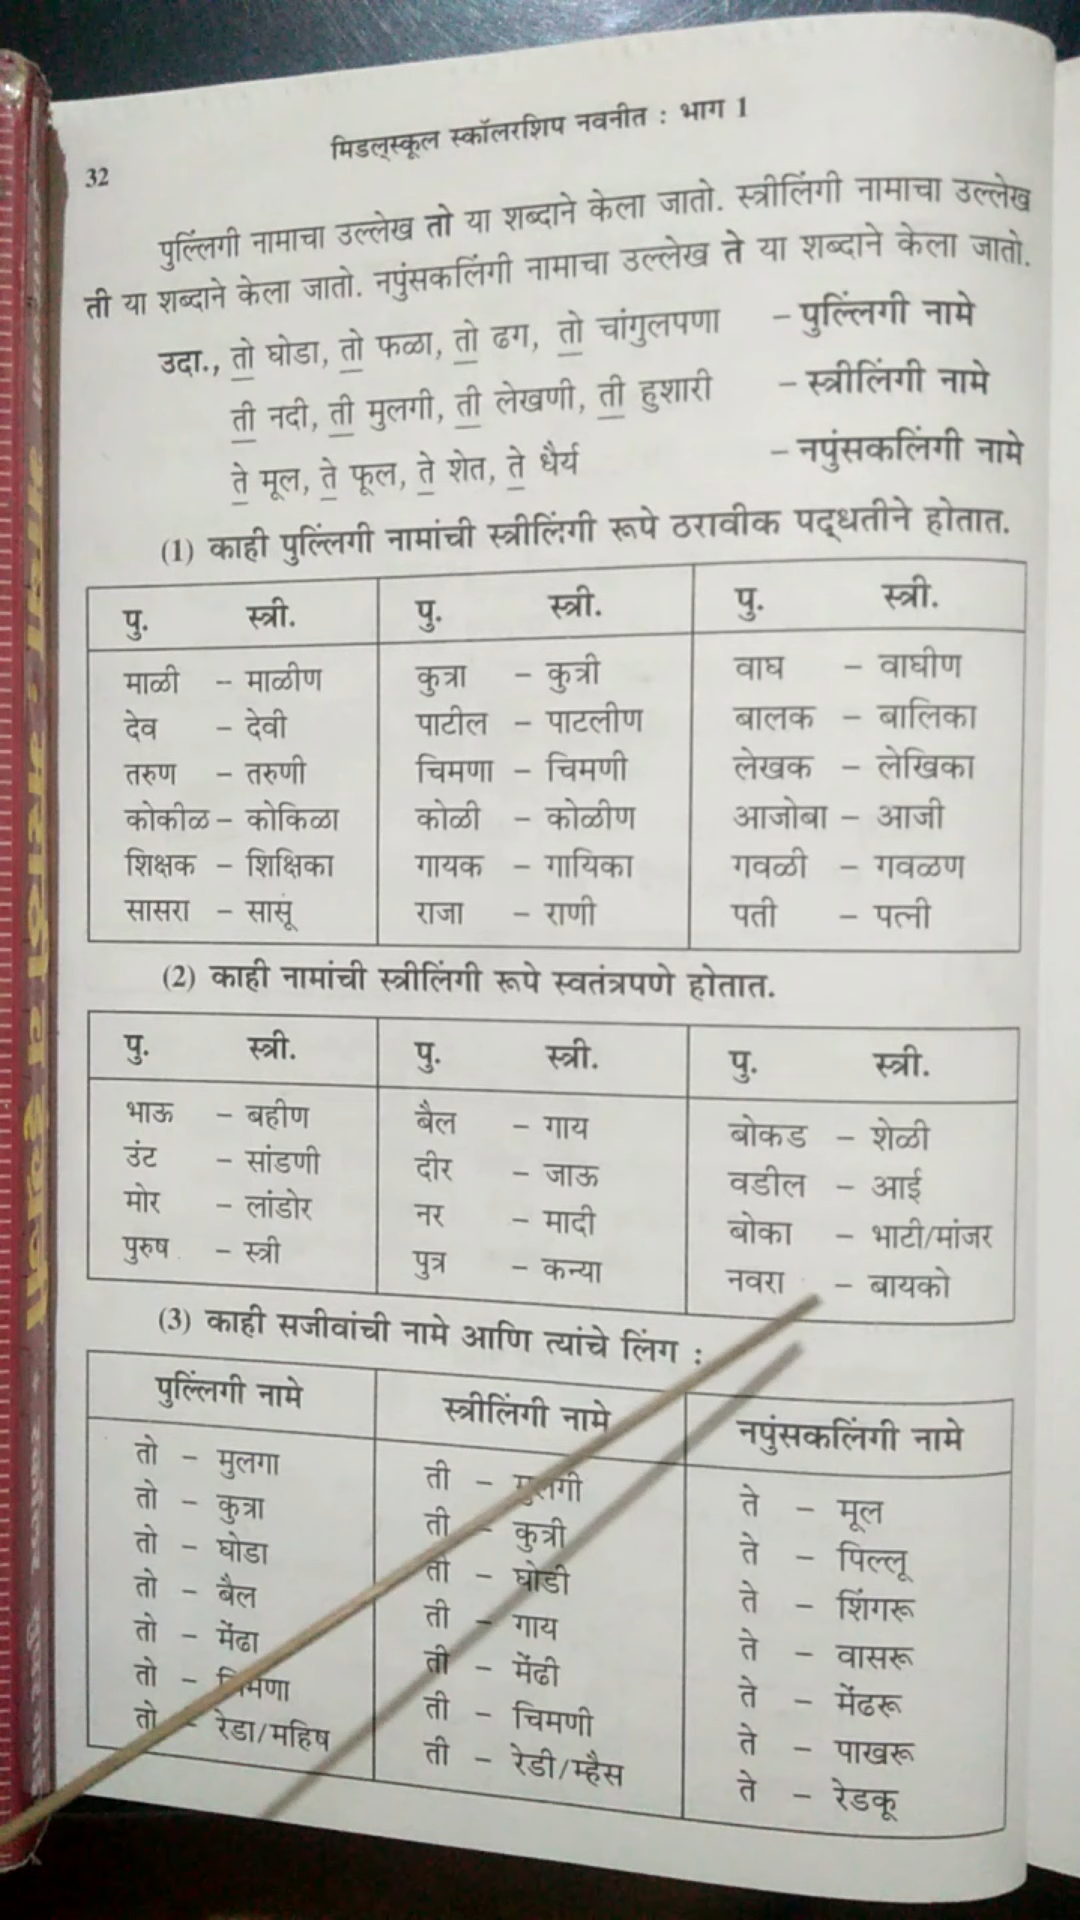 मिडल्स्कूल स्कॉलरशिप नवनीत : भाग 1
32
पुल्लिंगी नामाचा उल्लेख तो या शब्दाने केला जातो. स्त्रीलिंगी नामाचा उल्लेख
ती या शब्दाने केला जातो. नपुंसकलिंगी नामाचा उल्लेख ते या शब्दाने केला जातो.
उदा., तो घोडा, तो फळा, तो ढग, तो चांगुलपणा – पुल्लिंगी नामे
ती नदी, ती मुलगी, ती लेखणी, ती हुशारी – स्त्रीलिंगी नामे
ते मूल, ते फूल, ते शेत, ते धैर्य – नपुंसकलिंगी नामे
(1) काही पुल्लिंगी नामांची स्त्रीलिंगी रूपे ठरावीक पद्धतीने होतात.
पु. स्त्री. पु. स्त्री. पु. स्त्री.
माळी – माळीण कुत्रा – कुत्री वाघ – वाघीण
देव – देवी पाटील – पाटलीण बालक – बालिका
तरुण – तरुणी चिमणा – चिमणी लेखक – लेखिका
कोकीळ – कोकिळा कोळी – कोळीण आजोबा – आजी
शिक्षक – शिक्षिका गायक – गायिका गवळी – गवळण
सासरा – सासू राजा – राणी पती – पत्नी
(2) काही नामांची स्त्रीलिंगी रूपे स्वतंत्रपणे होतात.
पु. स्त्री. पु. स्त्री. पु. स्त्री.
भाऊ – बहीण बैल – गाय बोकड – शेळी
उंट – सांडणी दीर – जाऊ वडील – आई
मोर – लांडोर नर – मादी बोका – भाटी/मांजर
पुरुष – स्त्री पुत्र – कन्या नवरा – बायको
(3) काही सजीवांची नामे आणि त्यांचे लिंग :
पुल्लिंगी नामे स्त्रीलिंगी नामे नपुंसकलिंगी नामे
तो – मुलगा ती – मुलगी ते – मूल
तो – कुत्रा ती – कुत्री ते – पिल्लू
तो – घोडा ती – घोडी ते – शिंगरू
तो – बैल ती – गाय ते – वासरू
तो – मेंढा ती – मेंढी ते – मेंढरू
तो – चिमणा ती – चिमणी ते – पाखरू
तो – रेडा/महिष ती – रेडी/म्हैस ते – रेडकू